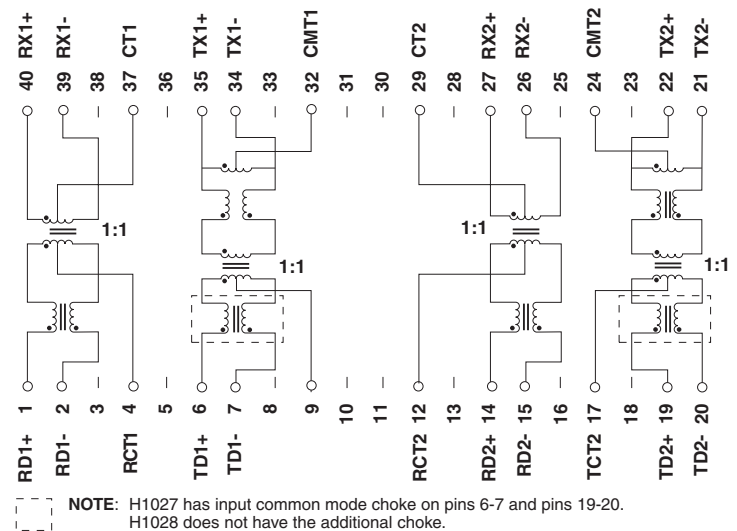 RX1+ RX1- CT1 TX1+ TX1- CMT1 CT2 RX2+ RX2- CMT2 TX2+ TX2-
40 39 38 37 36 35 34 33 32 31 30 29 28 27 26 25 24 23 22 21
1:1 1:1 1:1 1:1
1 2 3 4 5 6 7 8 9 10 11 12 13 14 15 16 17 18 19 20
RD1+ RD1- RCT1 TD1+ TD1- RCT2 RD2+ RD2- TCT2 TD2+ TD2-
NOTE: H1027 has input common mode choke on pins 6-7 and pins 19-20.
H1028 does not have the additional choke.